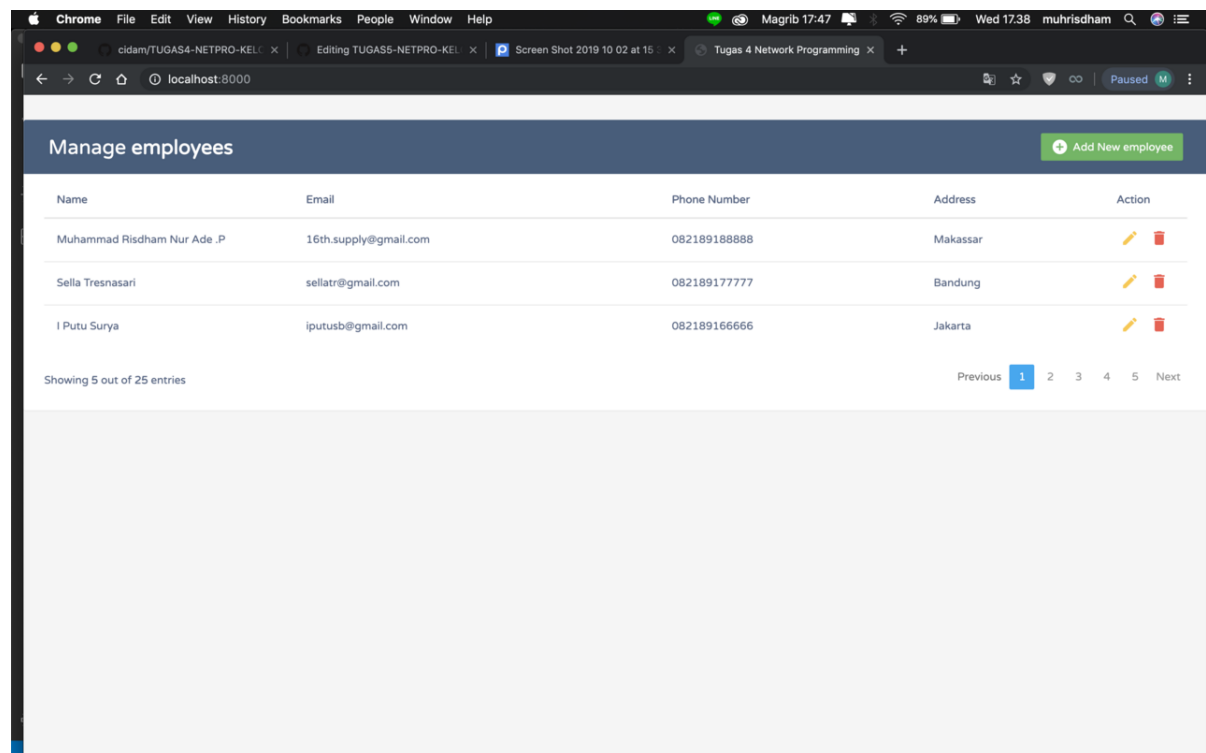 Chrome File Edit View History Bookmarks People Window Help Magrib 17:47 89% Wed 17.38 muhrisdham
cidam/TUGAS4-NETPRO-KELO Editing TUGAS5-NETPRO-KEL Screen Shot 2019 10 02 at 15 Tugas 4 Network Programming
localhost:8000 Paused M
Manage employees Add New employee
Name Email Phone Number Address Action
Muhammad Risdham Nur Ade .P 16th.supply@gmail.com 082189188888 Makassar
Sella Tresnasari sellatr@gmail.com 082189177777 Bandung
I Putu Surya iputusb@gmail.com 082189166666 Jakarta
Showing 5 out of 25 entries Previous 1 2 3 4 5 Next